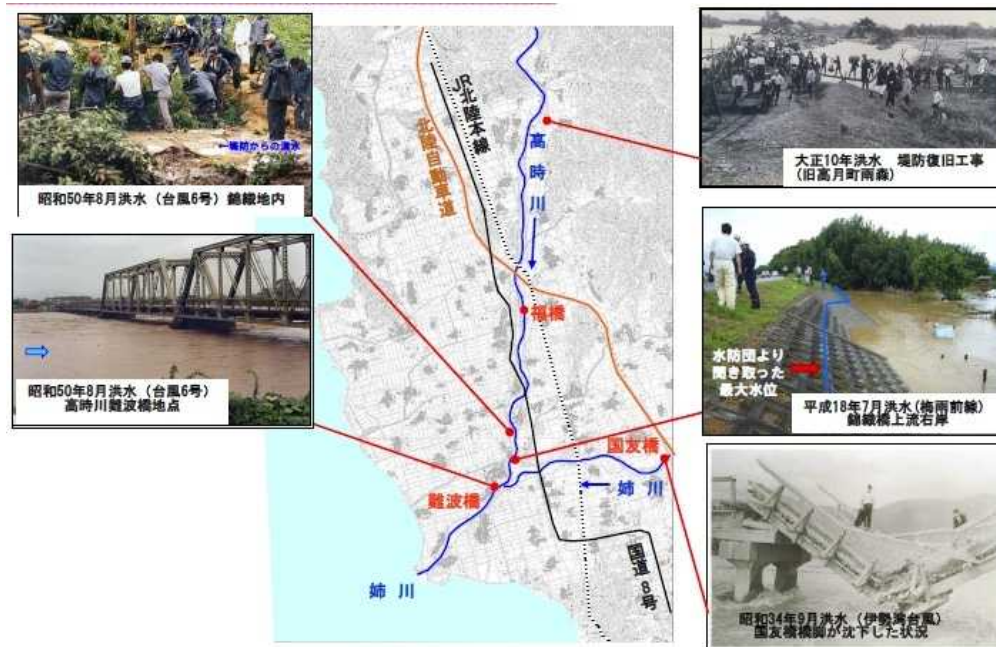 ←堤防からの漏水
昭和50年8月洪水（台風6号）錦織地内
昭和50年8月洪水（台風6号）
高時川難波橋地点
JR北陸本線
北陸自動車道
高時川
福橋
国友橋
難波橋
姉川
姉川
国道8号
大正10年洪水 堤防復旧工事
(旧高月町雨森)
水防団より
聞き取った
最大水位
平成18年7月洪水(梅雨前線)
錦織橋上流右岸
昭和34年9月洪水（伊勢湾台風）
国友橋橋脚が沈下した状況